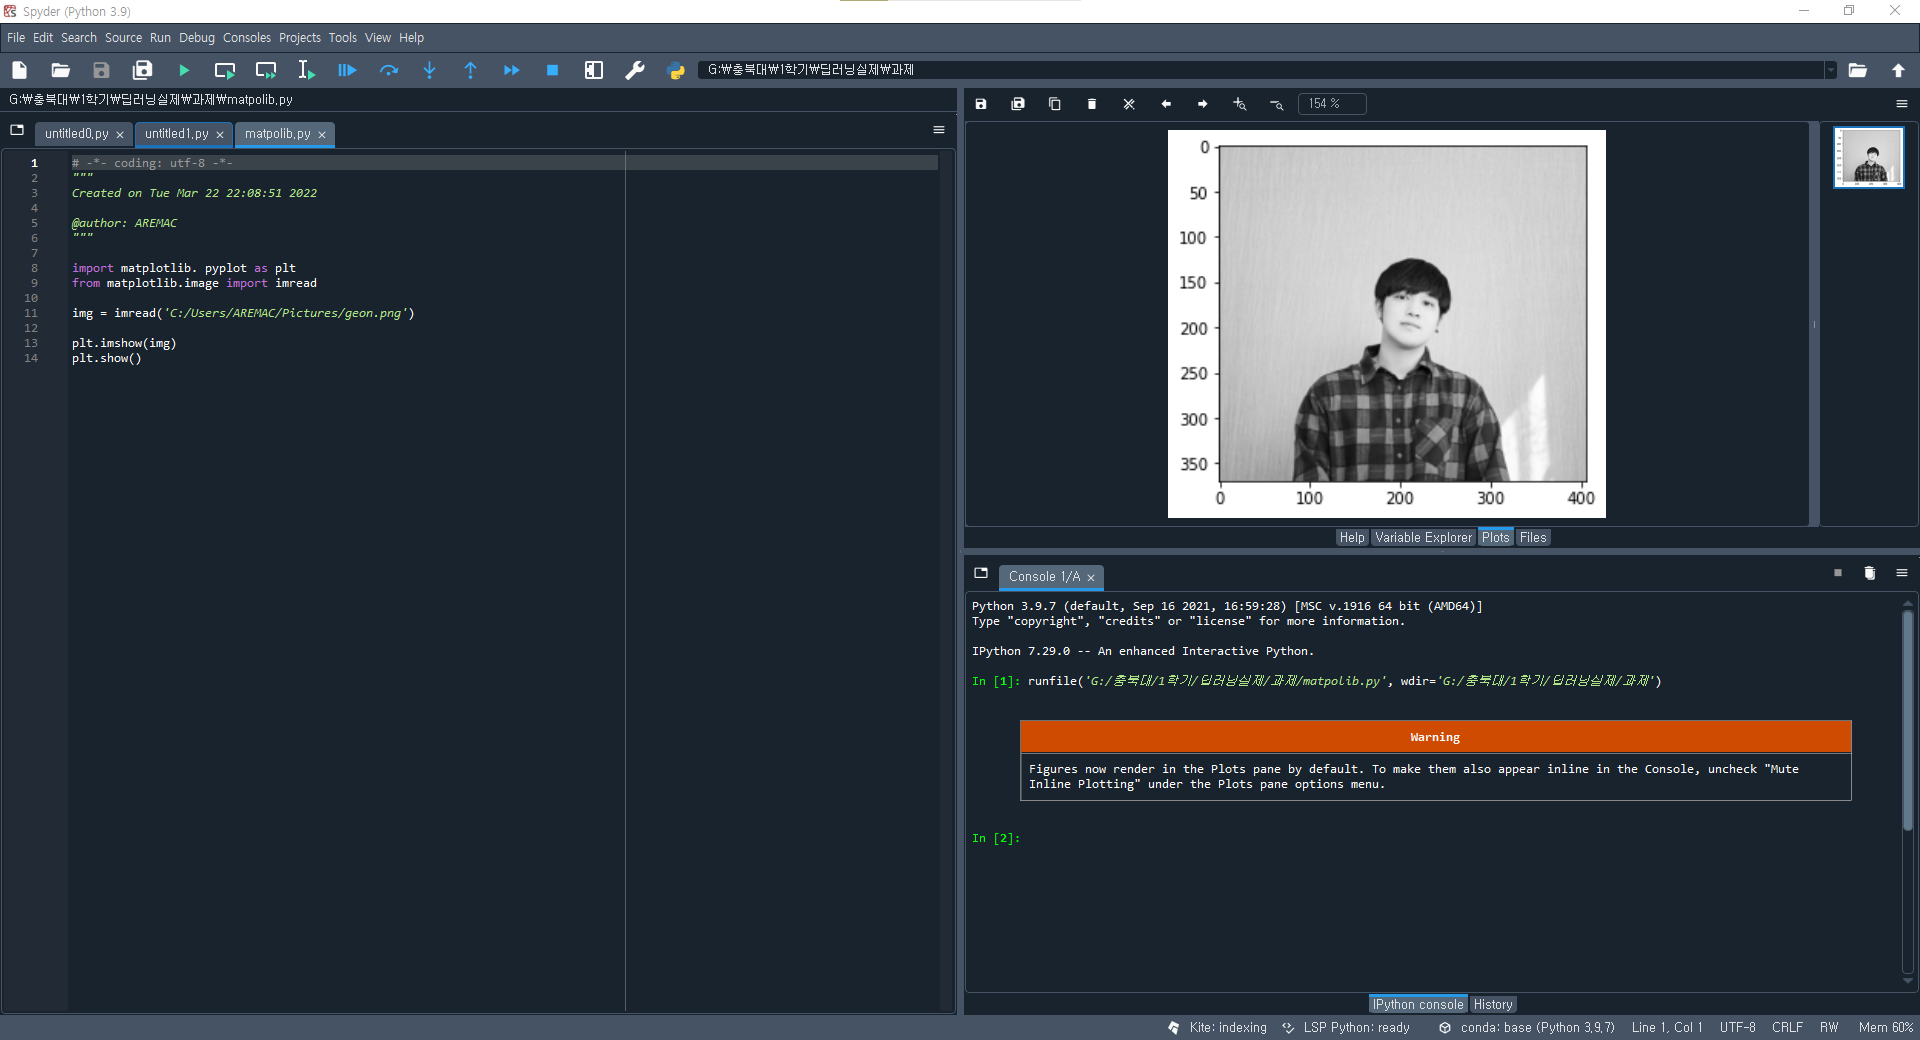 Spyder (Python 3.9)
File Edit Search Source Run Debug Consoles Projects Tools View Help
G:₩충북대₩1학기₩딥러닝실제₩과제
G:₩충북대₩1학기₩딥러닝실제₩과제₩matpolib.py
untitled0.py untitled1.py matpolib.py
1 # -*- coding: utf-8 -*-
2 """
3 Created on Tue Mar 22 22:08:51 2022
4
5 @author: AREMAC
6 """
7
8 import matplotlib. pyplot as plt
9 from matplotlib.image import imread
10
11 img = imread('C:/Users/AREMAC/Pictures/geon.png')
12
13 plt.imshow(img)
14 plt.show()
154 %
0
50
100
150
200
250
300
350
0 100 200 300 400
Help Variable Explorer Plots Files
Console 1/A
Python 3.9.7 (default, Sep 16 2021, 16:59:28) [MSC v.1916 64 bit (AMD64)]
Type "copyright", "credits" or "license" for more information.
IPython 7.29.0 -- An enhanced Interactive Python.
In [1]: runfile('G:/충북대/1학기/딥러닝실제/과제/matpolib.py', wdir='G:/충북대/1학기/딥러닝실제/과제')
Warning
Figures now render in the Plots pane by default. To make them also appear inline in the Console, uncheck "Mute
Inline Plotting" under the Plots pane options menu.
In [2]:
IPython console History
Kite: indexing LSP Python: ready conda: base (Python 3.9.7) Line 1, Col 1 UTF-8 CRLF RW Mem 60%